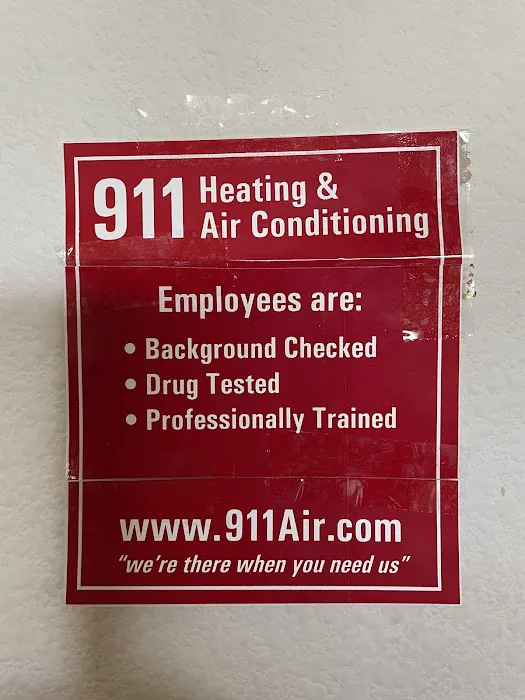 911 Heating &
Air Conditioning
Employees are:
• Background Checked
• Drug Tested
• Professionally Trained
www.911Air.com
“we're there when you need us”